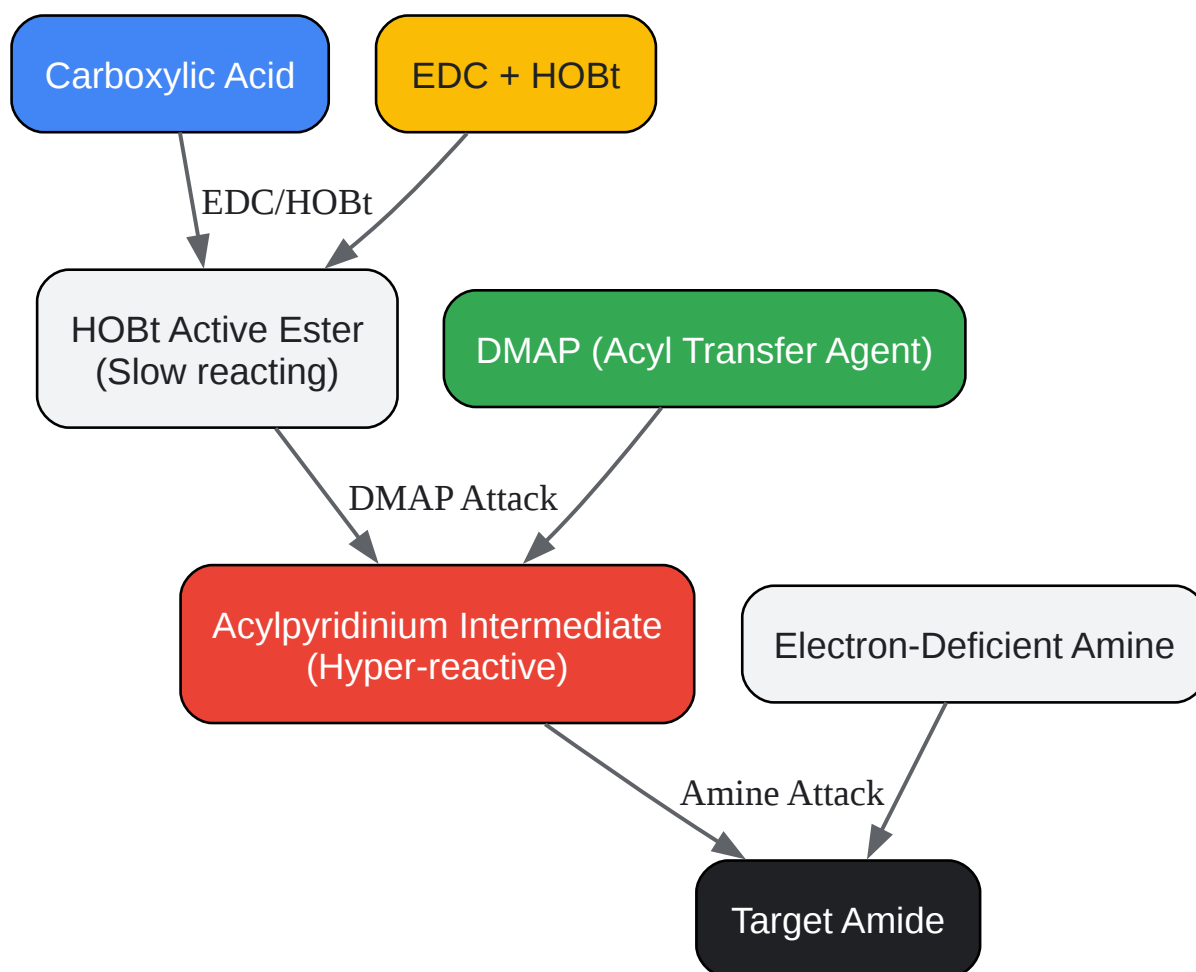 Carboxylic Acid
EDC + HOBt
EDC/HOBt
HOBt Active Ester
(Slow reacting)
DMAP (Acyl Transfer Agent)
DMAP Attack
Acylpyridinium Intermediate
(Hyper-reactive)
Electron-Deficient Amine
Amine Attack
Target Amide